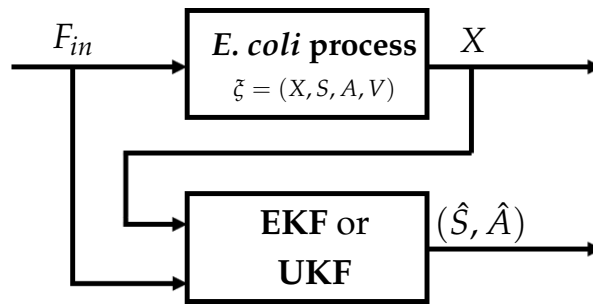 F_in
E. coli process
X
ξ = (X, S, A, V)
EKF or
UKF
(Ŝ, Â)